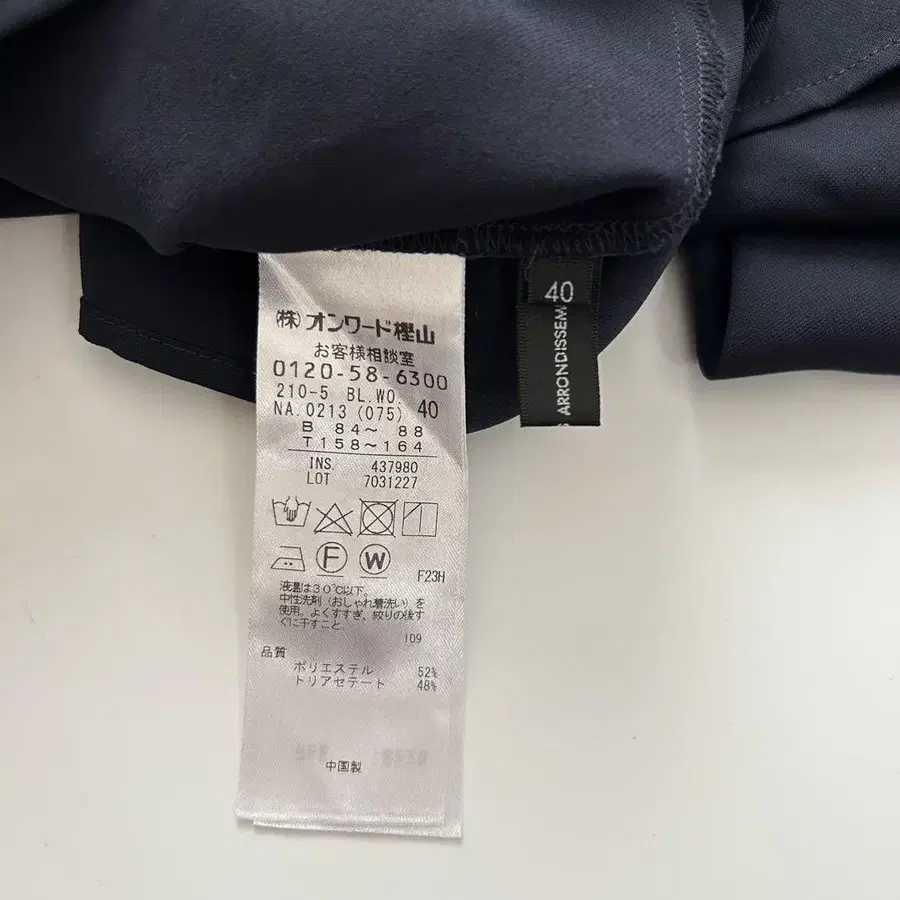 ㈱オンワード樫山
お客様相談室
0120-58-6300
210-5 BL.WO.
NA.0213 (075) 40
B 84～ 88
T158～164
INS. 437980
LOT 7031227
F W
F23H
液温は30℃以下。
中性洗剤（おしゃれ着洗い）を
使用。よくすすぎ、絞りの後す
ぐに干すこと。
109
品質
ポリエステル 52%
トリアセテート 48%
中国製
40
S ARRONDISSEM